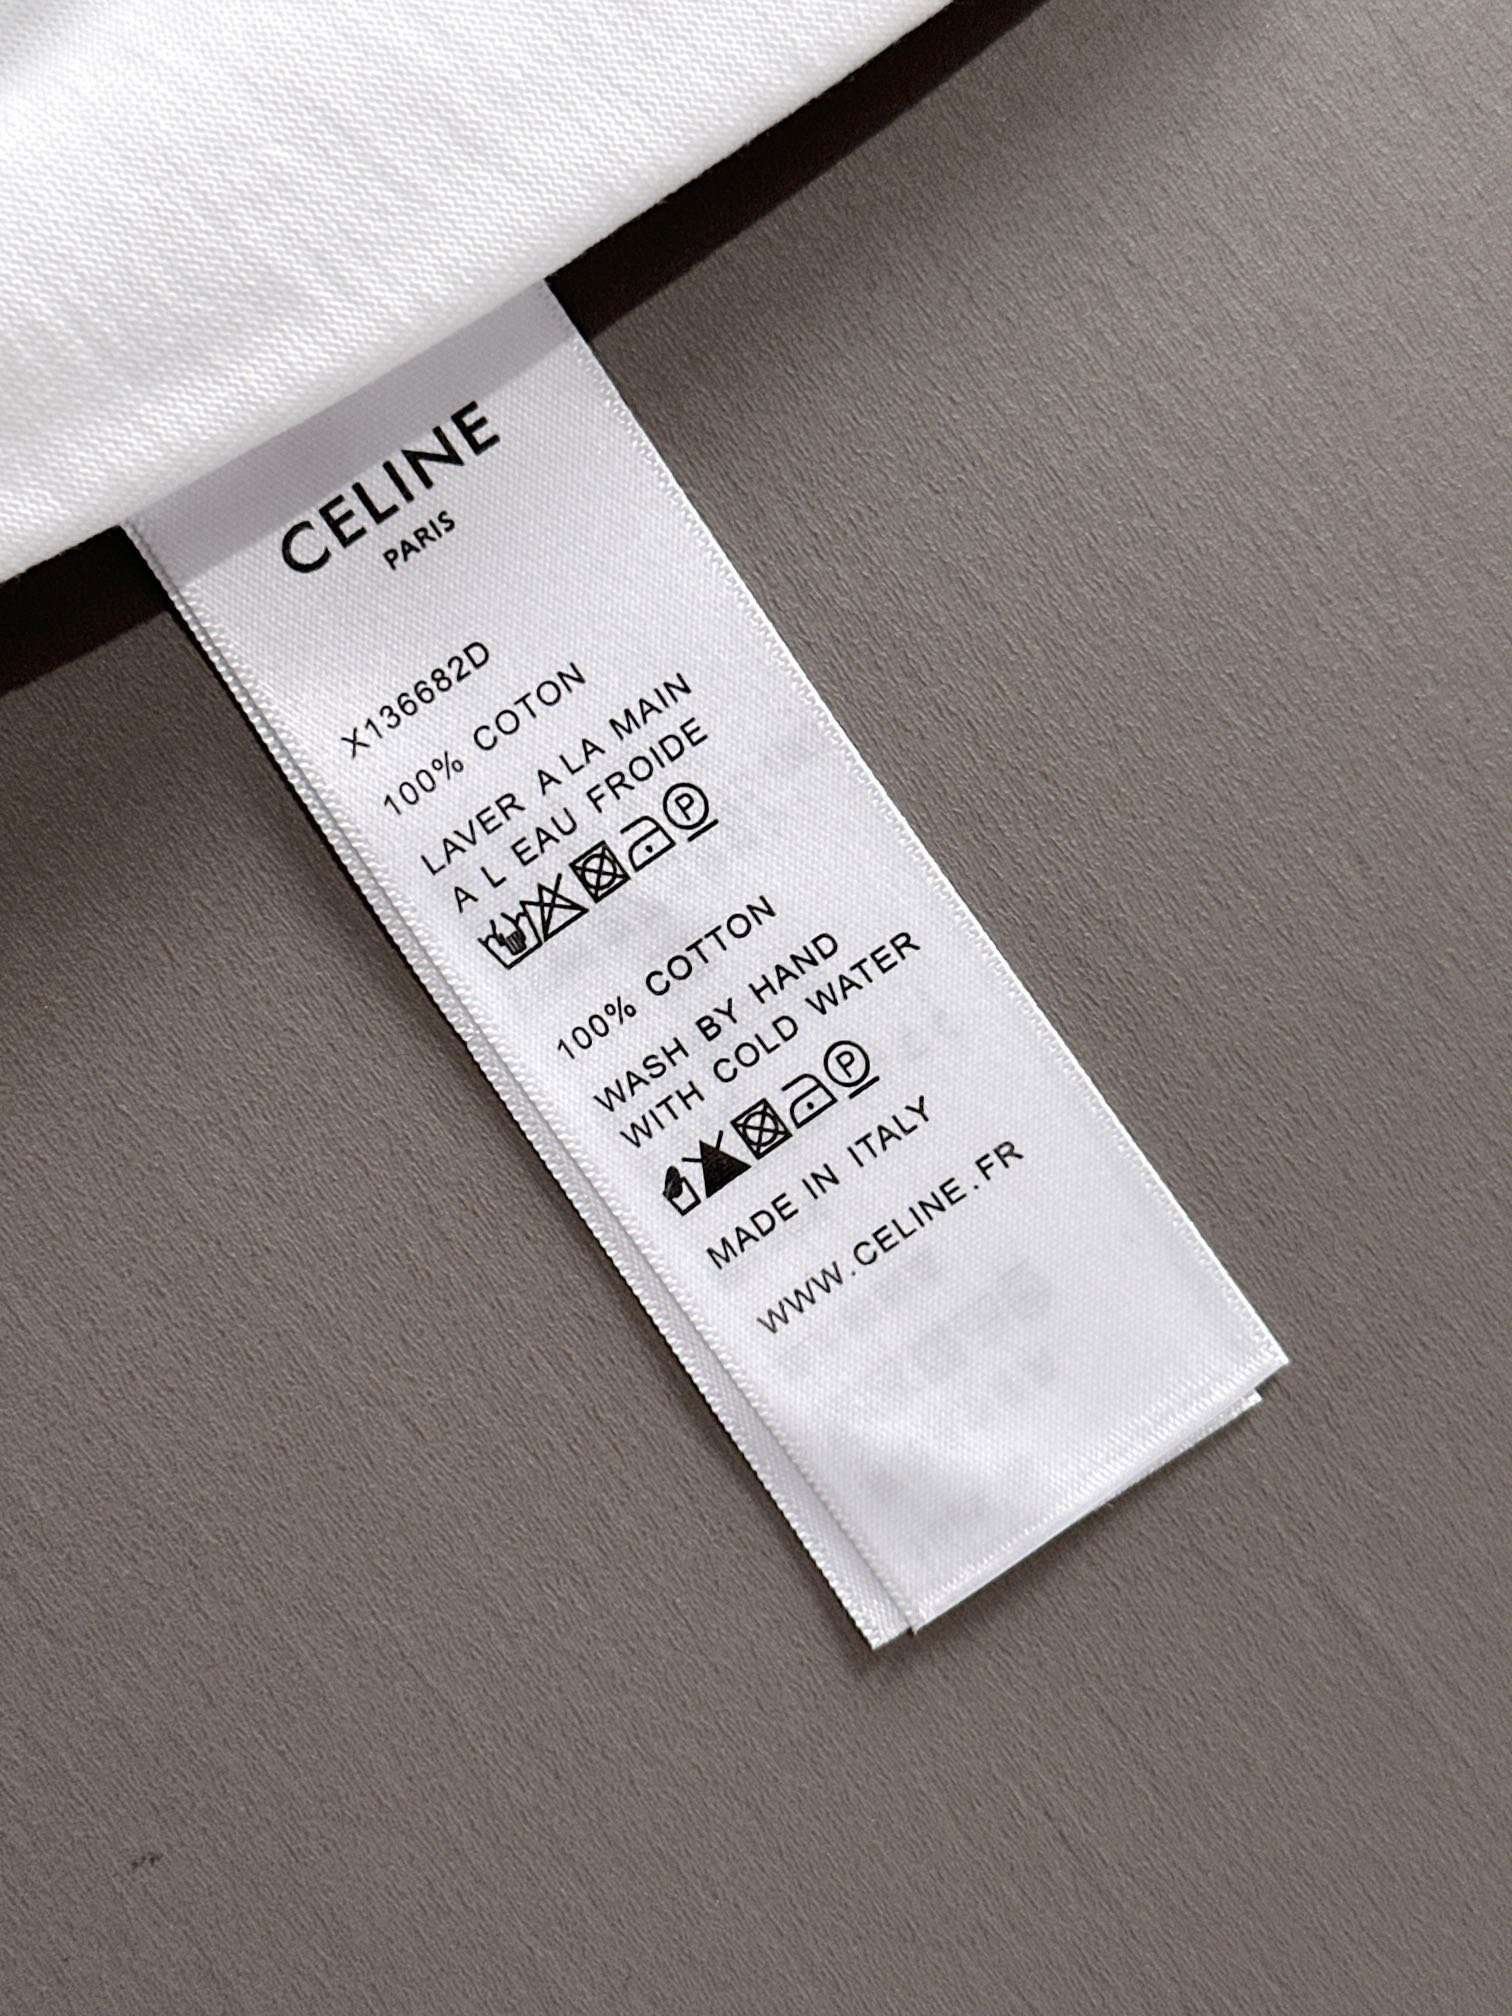 CELINE
PARIS
X136682D
100% COTON
LAVER A LA MAIN
A L EAU FROIDE
P
100% COTTON
WASH BY HAND
WITH COLD WATER
P
MADE IN ITALY
WWW.CELINE.FR